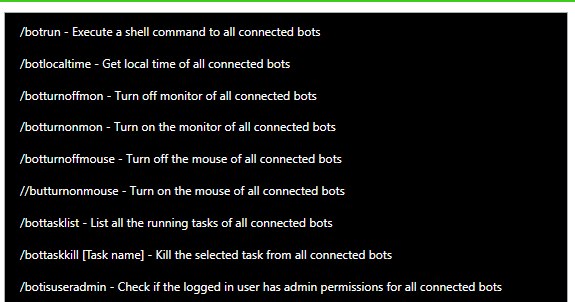 /botrun - Execute a shell command to all connected bots
/botlocaltime - Get local time of all connected bots
/botturnoffmon - Turn off monitor of all connected bots
/botturnonmon - Turn on the monitor of all connected bots
/botturnoffmouse - Turn off the mouse of all connected bots
//butturnonmouse - Turn on the mouse of all connected bots
/bottasklist - List all the running tasks of all connected bots
/bottaskkill [Task name] - Kill the selected task from all connected bots
/botisuseradmin - Check if the logged in user has admin permissions for all connected bots